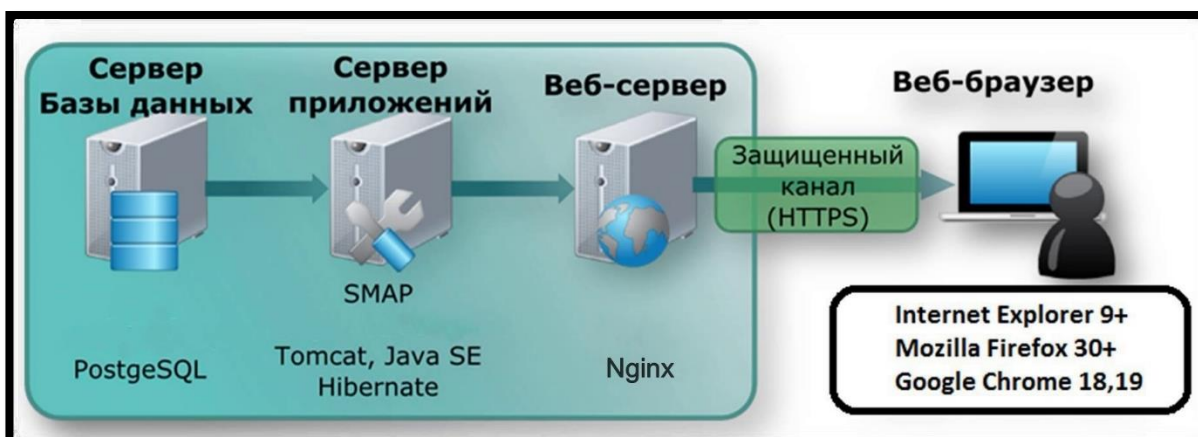 Сервер
Базы данных
Сервер
приложений
Веб-сервер
Веб-браузер
Защищенный
канал
(HTTPS)
SMAP
PostgeSQL
Tomcat, Java SE
Hibernate
Nginx
Internet Explorer 9+
Mozilla Firefox 30+
Google Chrome 18,19